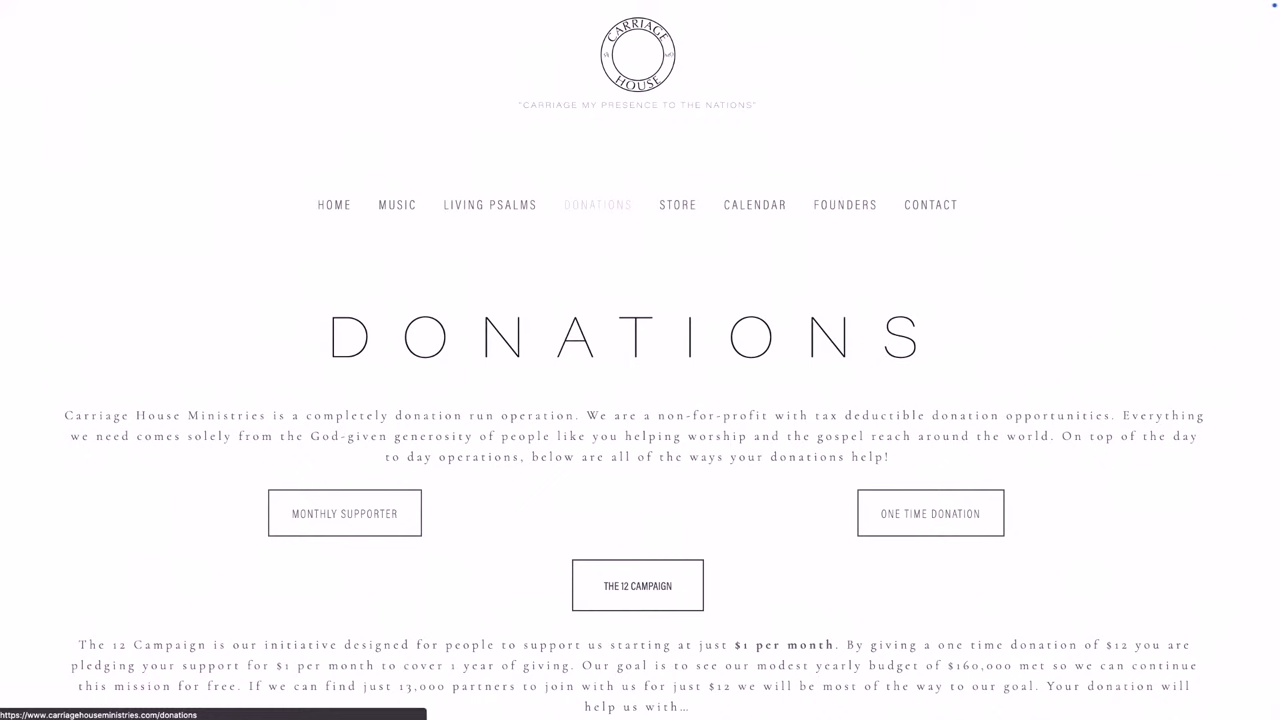 CARRIAGE
HOUSE
"CARRIAGE MY PRESENCE TO THE NATIONS"
HOME MUSIC LIVING PSALMS DONATIONS STORE CALENDAR FOUNDERS CONTACT
DONATIONS
Carriage House Ministries is a completely donation run operation. We are a non-for-profit with tax deductible donation opportunities. Everything
we need comes solely from the God-given generosity of people like you helping worship and the gospel reach around the world. On top of the day
to day operations, below are all of the ways your donations help!
MONTHLY SUPPORTER ONE TIME DONATION
THE 12 CAMPAIGN
The 12 Campaign is our initiative designed for people to support us starting at just $1 per month. By giving a one time donation of $12 you are
pledging your support for $1 per month to cover 1 year of giving. Our goal is to see our modest yearly budget of $160,000 met so we can continue
this mission for free. If we can find just 13,000 partners to join with us for just $12 we will be most of the way to our goal. Your donation will
help us with…
https://www.carriagehouseministries.com/donations